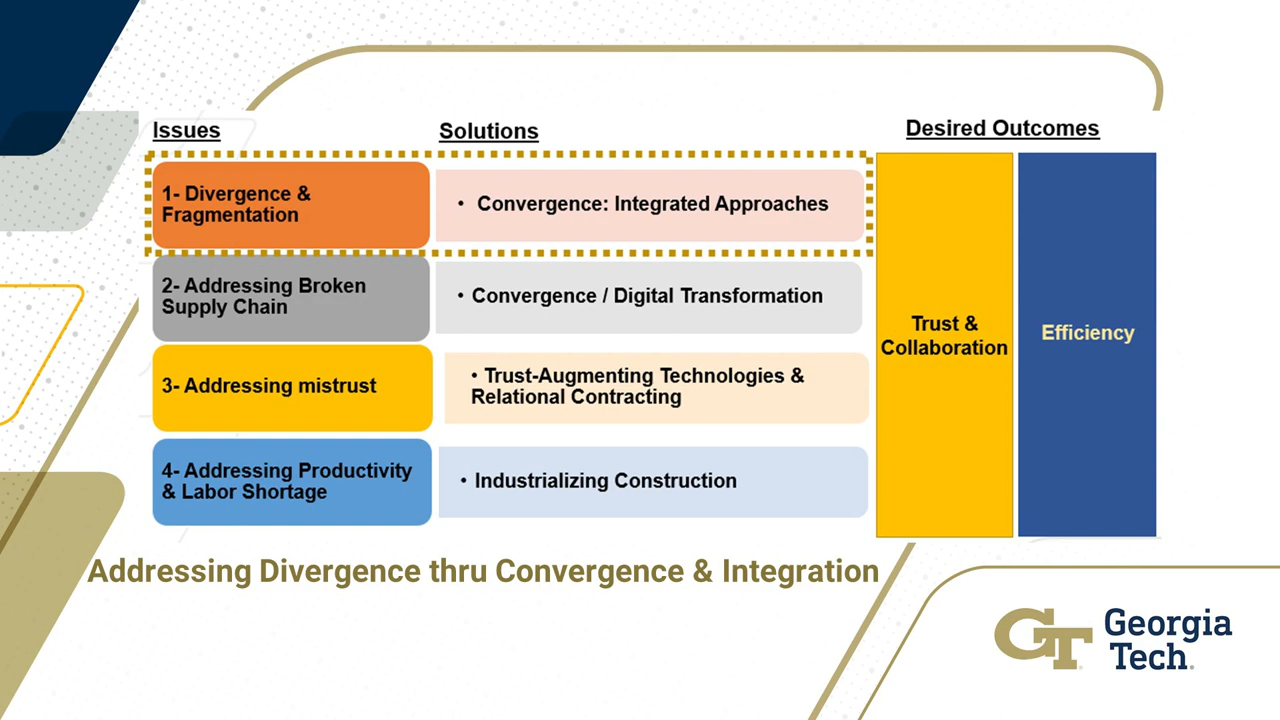 Issues
Solutions
Desired Outcomes
1- Divergence &
Fragmentation
• Convergence: Integrated Approaches
2- Addressing Broken
Supply Chain
• Convergence / Digital Transformation
3- Addressing mistrust
• Trust-Augmenting Technologies &
Relational Contracting
4- Addressing Productivity
& Labor Shortage
• Industrializing Construction
Trust &
Collaboration
Efficiency
Addressing Divergence thru Convergence & Integration
GT
Georgia
Tech.